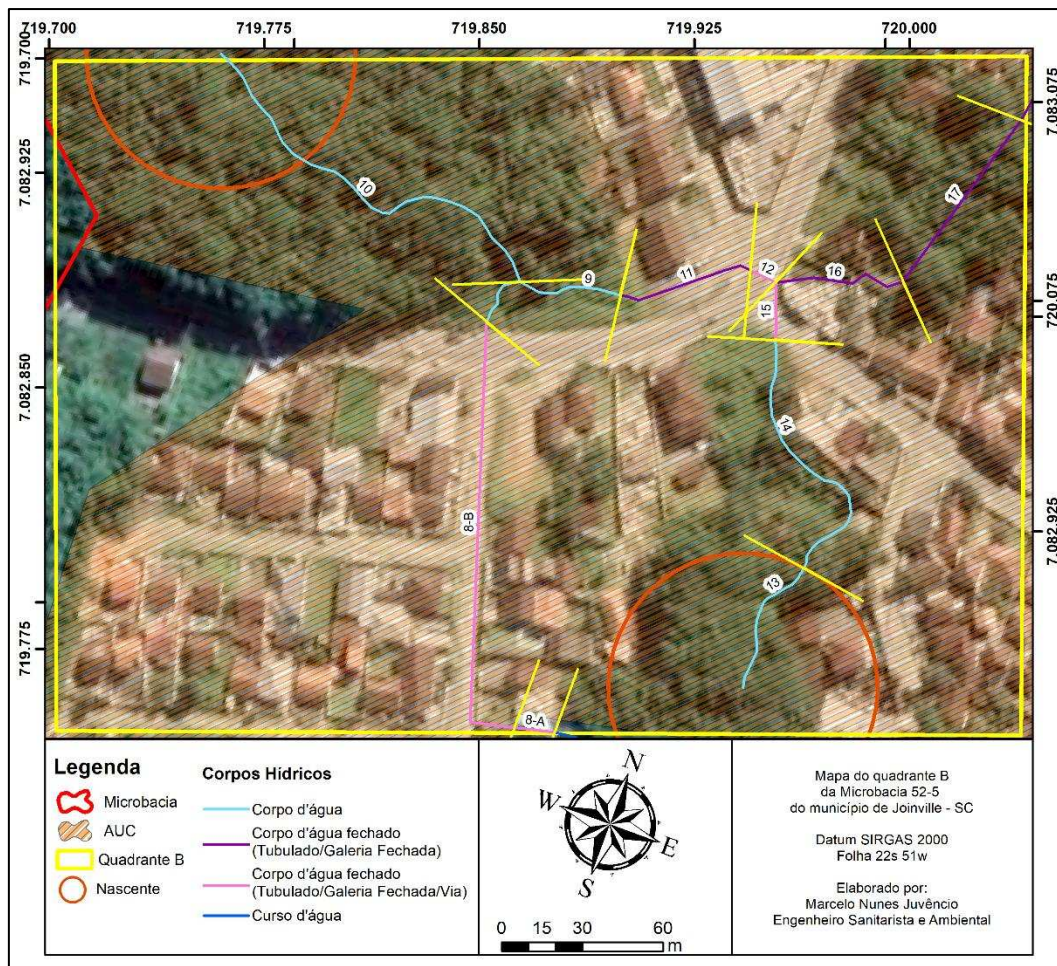 719.700 719.775 719.850 719.925 720.000
719.700
7.083.075
7.082.925
10
17
9
11
12
16
15
720.075
7.082.850
14
8-B
7.082.925
13
719.775
8-A
Legenda
Microbacia
AUC
Quadrante B
Nascente
Corpos Hídricos
Corpo d'água
Corpo d'água fechado
(Tubulado/Galeria Fechada)
Corpo d'água fechado
(Tubulado/Galeria Fechada/Via)
Curso d'água
N
W
E
S
0 15 30 60
m
Mapa do quadrante B
da Microbacia 52-5
do município de Joinville - SC
Datum SIRGAS 2000
Folha 22s 51w
Elaborado por:
Marcelo Nunes Juvêncio
Engenheiro Sanitarista e Ambiental